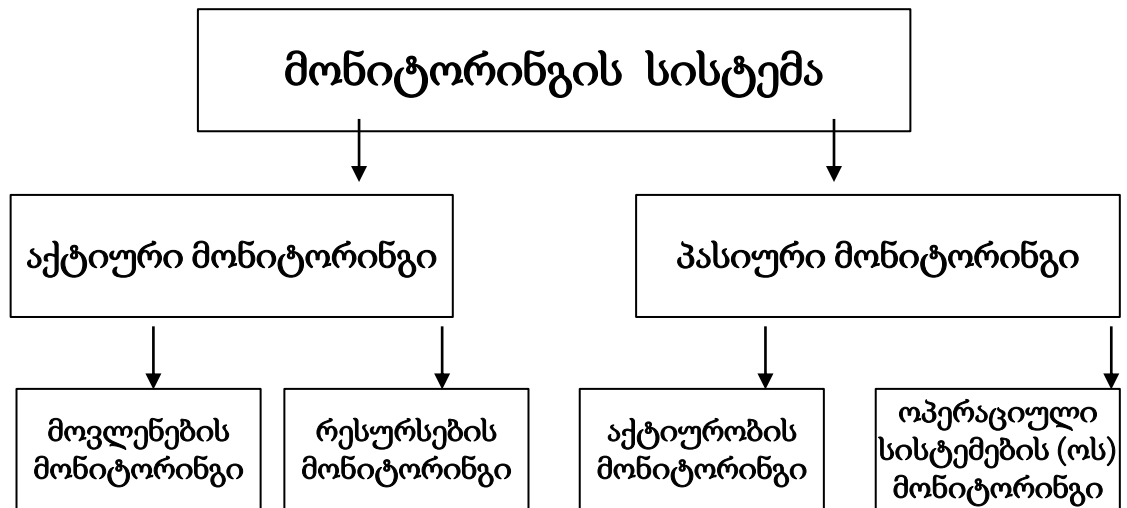 მონიტორინგის სისტემა
აქტიური მონიტორინგი
პასიური მონიტორინგი
მოვლენების
მონიტორინგი
რესურსების
მონიტორინგი
აქტიურობის
მონიტორინგი
ოპერაციული
სისტემების (ოს)
მონიტორინგი